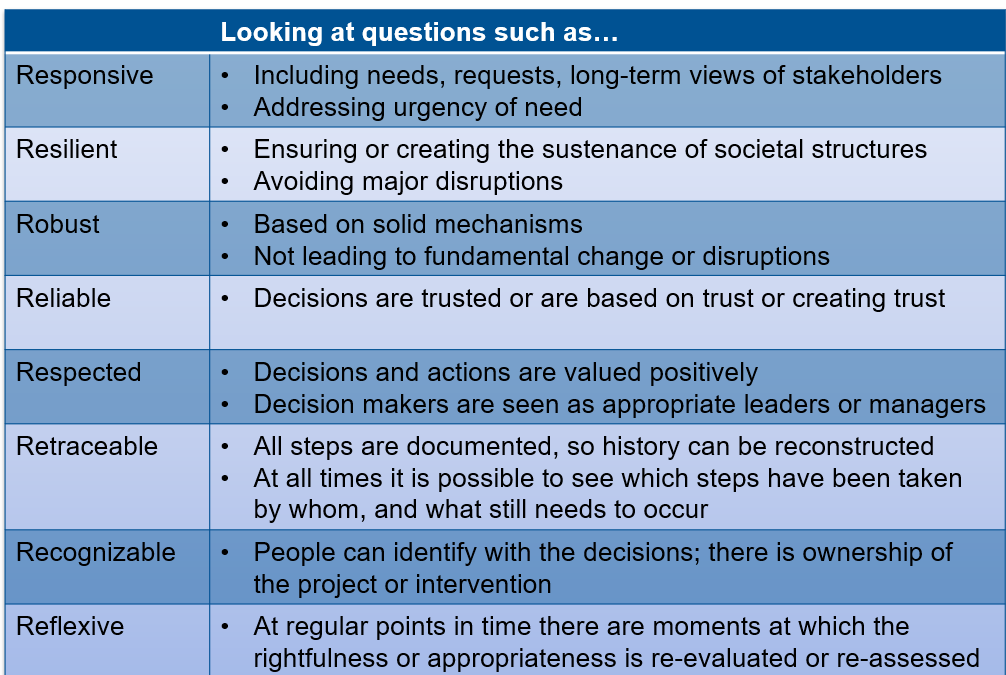 Looking at questions such as…
Responsive
• Including needs, requests, long-term views of stakeholders
• Addressing urgency of need
Resilient
• Ensuring or creating the sustenance of societal structures
• Avoiding major disruptions
Robust
• Based on solid mechanisms
• Not leading to fundamental change or disruptions
Reliable
• Decisions are trusted or are based on trust or creating trust
Respected
• Decisions and actions are valued positively
• Decision makers are seen as appropriate leaders or managers
Retraceable
• All steps are documented, so history can be reconstructed
• At all times it is possible to see which steps have been taken
by whom, and what still needs to occur
Recognizable
• People can identify with the decisions; there is ownership of
the project or intervention
Reflexive
• At regular points in time there are moments at which the
rightfulness or appropriateness is re-evaluated or re-assessed